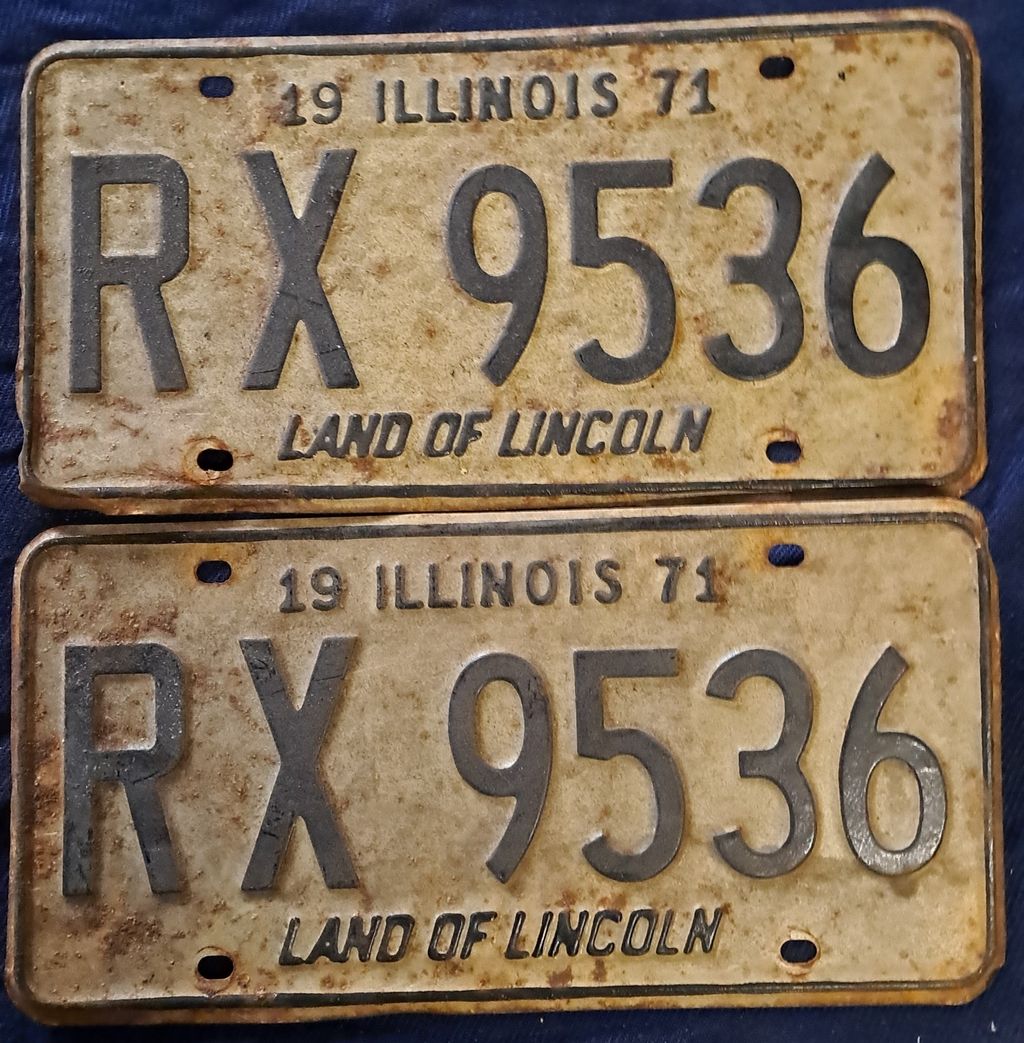 19 ILLINOIS 71
RX 9536
LAND OF LINCOLN
19 ILLINOIS 71
RX 9536
LAND OF LINCOLN